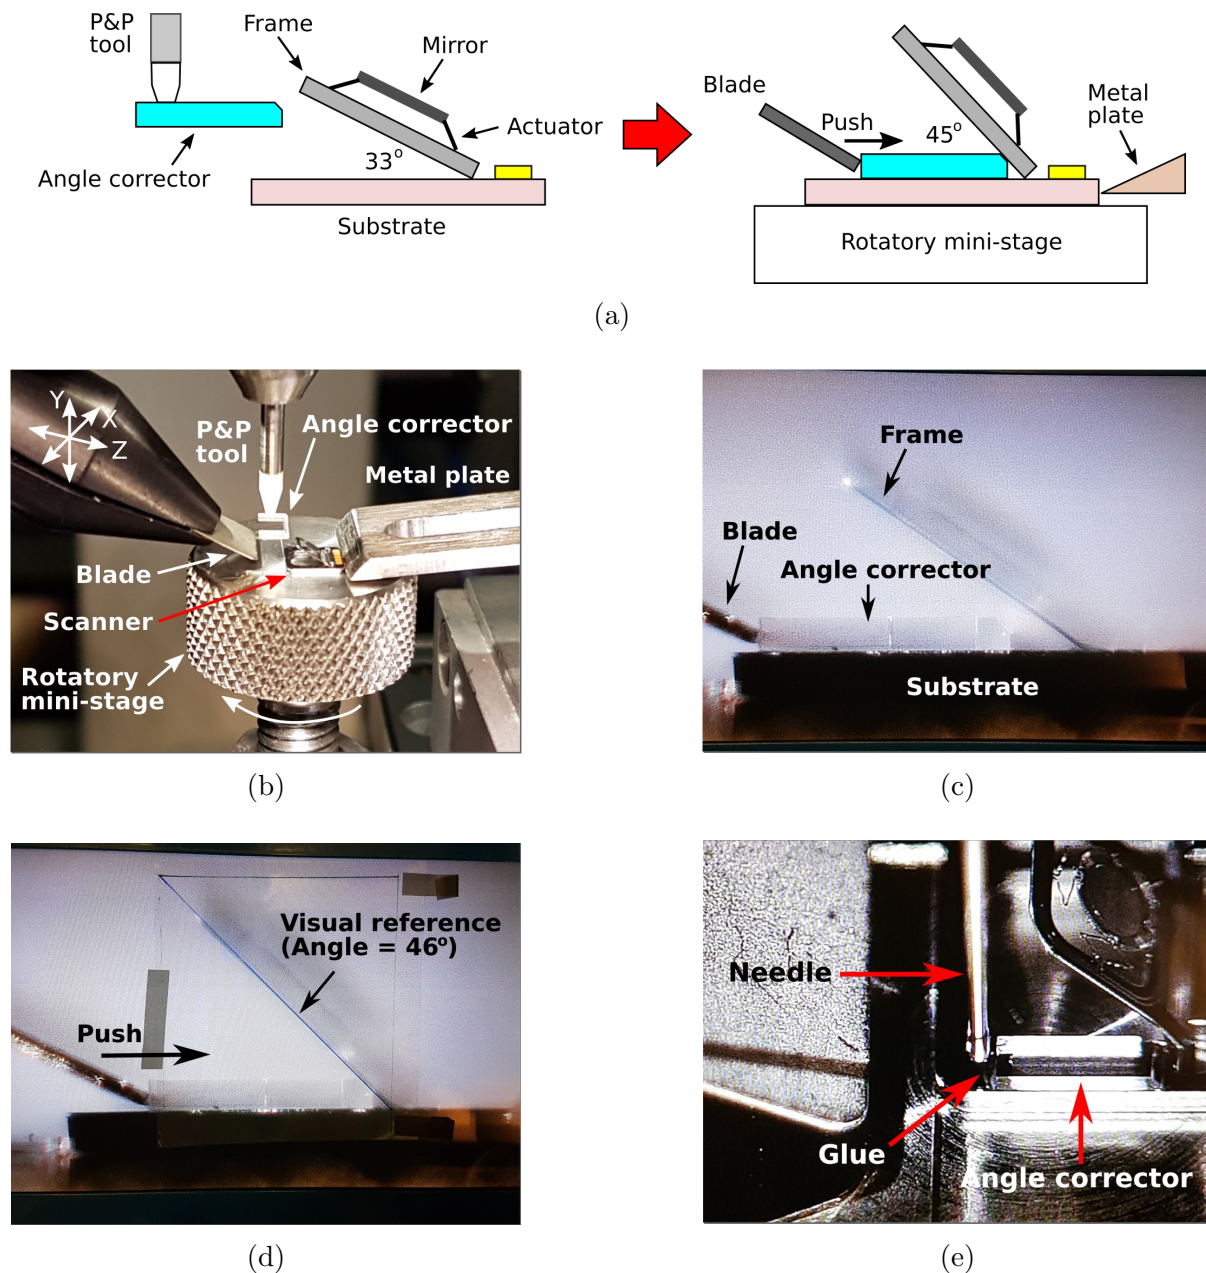 P&P
tool
Frame
Mirror
Actuator
33°
Angle corrector
Substrate
Blade
Push
45°
Metal
plate
Rotatory mini-stage
(a)
Y
X
Z
P&P
tool
Angle corrector
Metal plate
Blade
Scanner
Rotatory
mini-stage
(b)
Frame
Blade
Angle corrector
Substrate
(c)
Visual reference
(Angle = 46º)
Push
(d)
Needle
Glue
Angle corrector
(e)